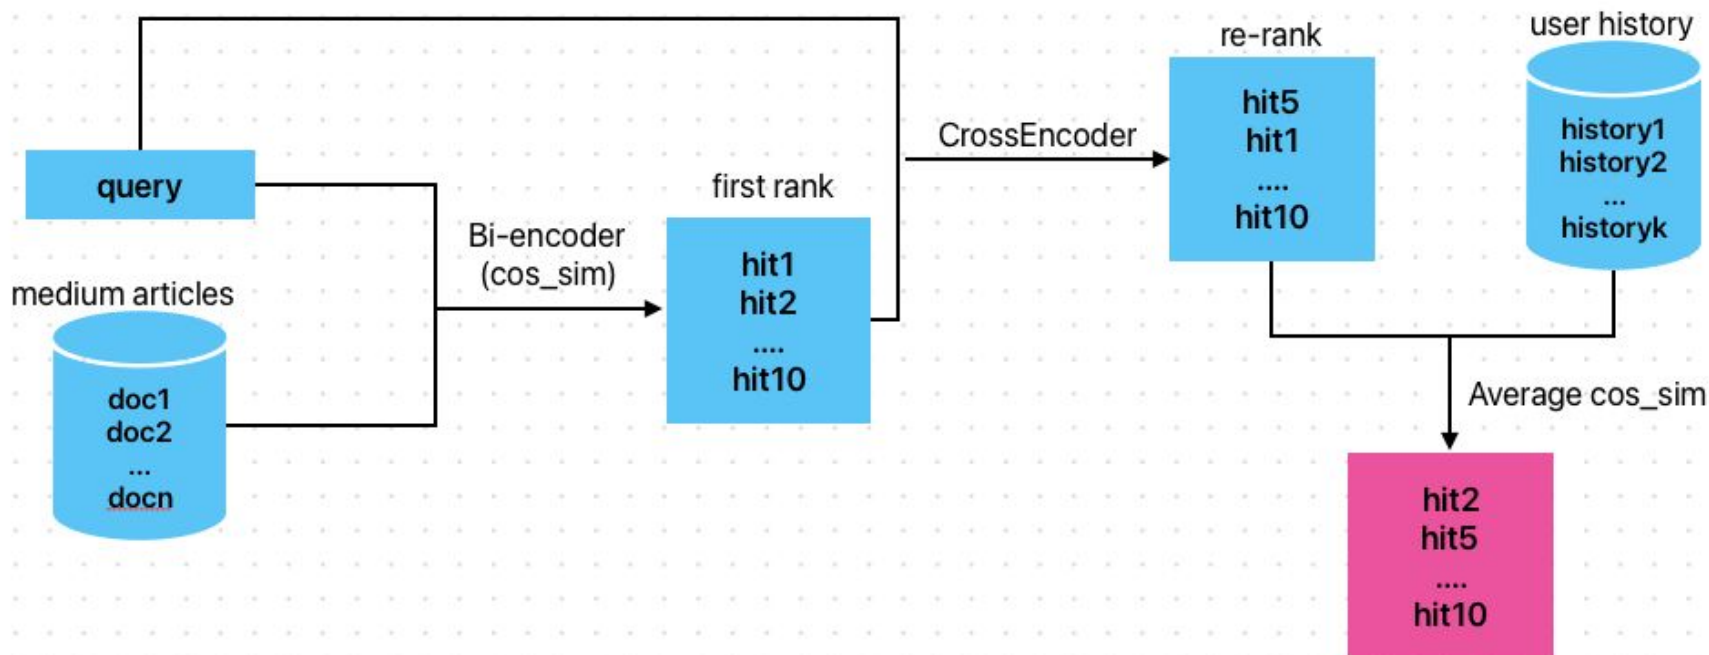 query
medium articles
doc1
doc2
...
docn
Bi-encoder
(cos_sim)
first rank
hit1
hit2
....
hit10
CrossEncoder
re-rank
hit5
hit1
....
hit10
user history
history1
history2
...
historyk
Average cos_sim
hit2
hit5
....
hit10